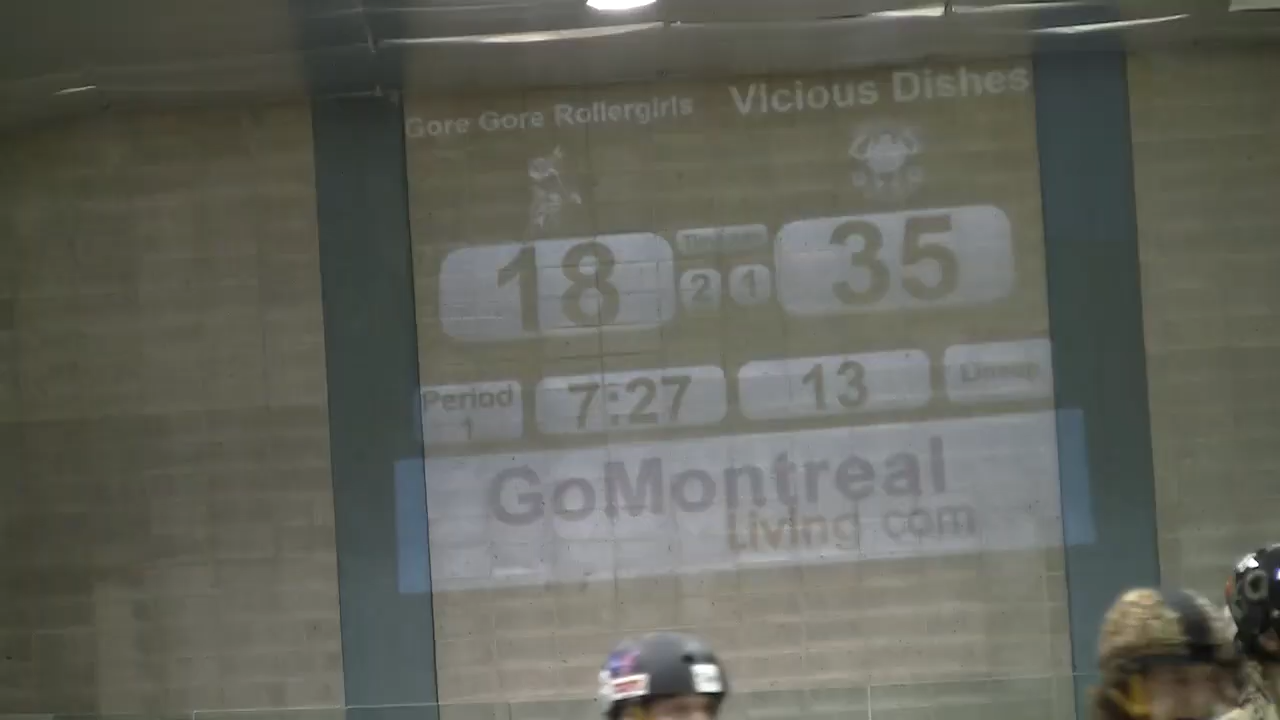 Gore Gore Rollergirls
Vicious Dishes
18
2
1
35
Period
1
7:27
13
Lineup
GoMontreal
Living com